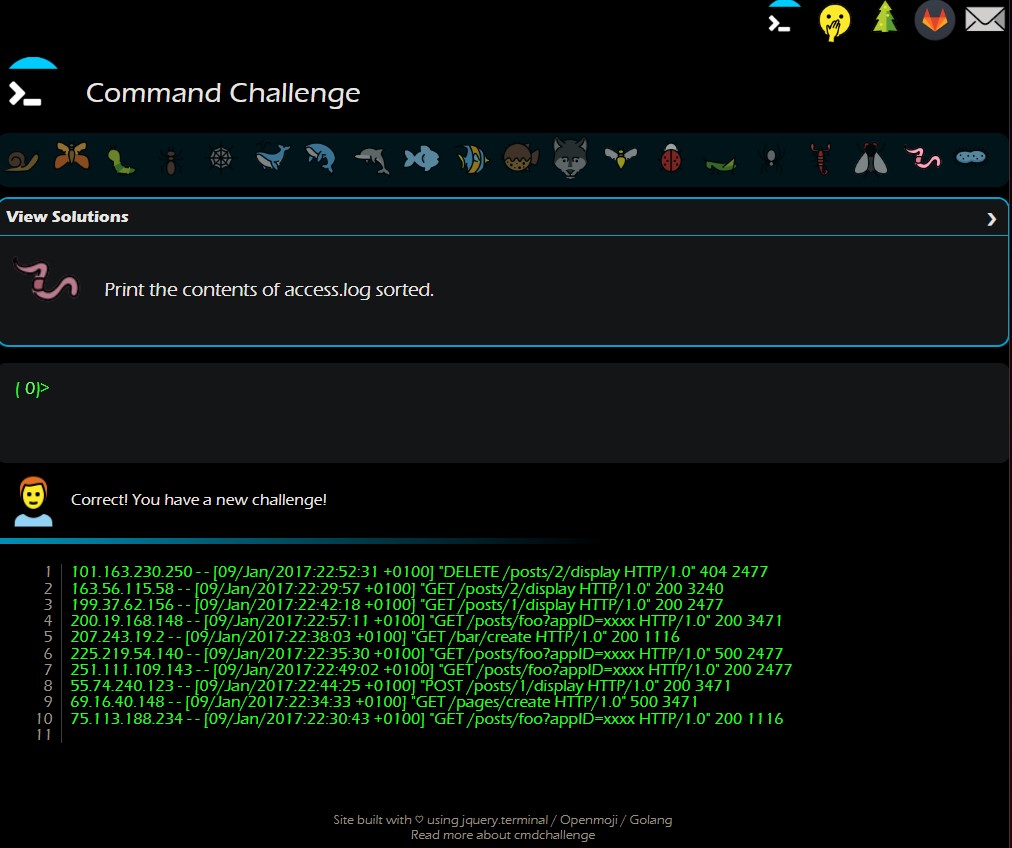 Command Challenge
View Solutions
Print the contents of access.log sorted.
( 0)>
Correct! You have a new challenge!
1 101.163.230.250 - - [09/Jan/2017:22:52:31 +0100] "DELETE /posts/2/display HTTP/1.0" 404 2477
2 163.56.115.58 - - [09/Jan/2017:22:29:57 +0100] "GET /posts/2/display HTTP/1.0" 200 3240
3 199.37.62.156 - - [09/Jan/2017:22:42:18 +0100] "GET /posts/1/display HTTP/1.0" 200 2477
4 200.19.168.148 - - [09/Jan/2017:22:57:11 +0100] "GET /posts/foo?appID=xxxx HTTP/1.0" 200 3471
5 207.243.19.2 - - [09/Jan/2017:22:38:03 +0100] "GET /bar/create HTTP/1.0" 200 1116
6 225.219.54.140 - - [09/Jan/2017:22:35:30 +0100] "GET /posts/foo?appID=xxxx HTTP/1.0" 500 2477
7 251.111.109.143 - - [09/Jan/2017:22:49:02 +0100] "GET /posts/foo?appID=xxxx HTTP/1.0" 200 2477
8 55.74.240.123 - - [09/Jan/2017:22:44:25 +0100] "POST /posts/1/display HTTP/1.0" 200 3471
9 69.16.40.148 - - [09/Jan/2017:22:34:33 +0100] "GET /pages/create HTTP/1.0" 500 3471
10 75.113.188.234 - - [09/Jan/2017:22:30:43 +0100] "GET /posts/foo?appID=xxxx HTTP/1.0" 200 1116
11
Site built with ♡ using jquery.terminal / Openmoji / Golang
Read more about cmdchallenge